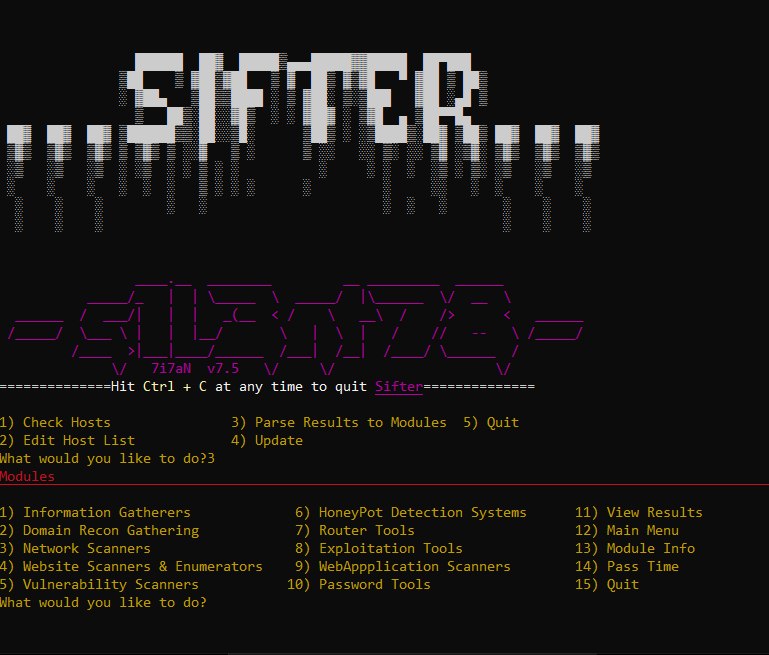 SIFTER
7i7aN v7.5
==============Hit Ctrl + C at any time to quit Sifter==============
1) Check Hosts 3) Parse Results to Modules 5) Quit
2) Edit Host List 4) Update
What would you like to do?3
Modules
1) Information Gatherers 6) HoneyPot Detection Systems 11) View Results
2) Domain Recon Gathering 7) Router Tools 12) Main Menu
3) Network Scanners 8) Exploitation Tools 13) Module Info
4) Website Scanners & Enumerators 9) WebAppplication Scanners 14) Pass Time
5) Vulnerability Scanners 10) Password Tools 15) Quit
What would you like to do?